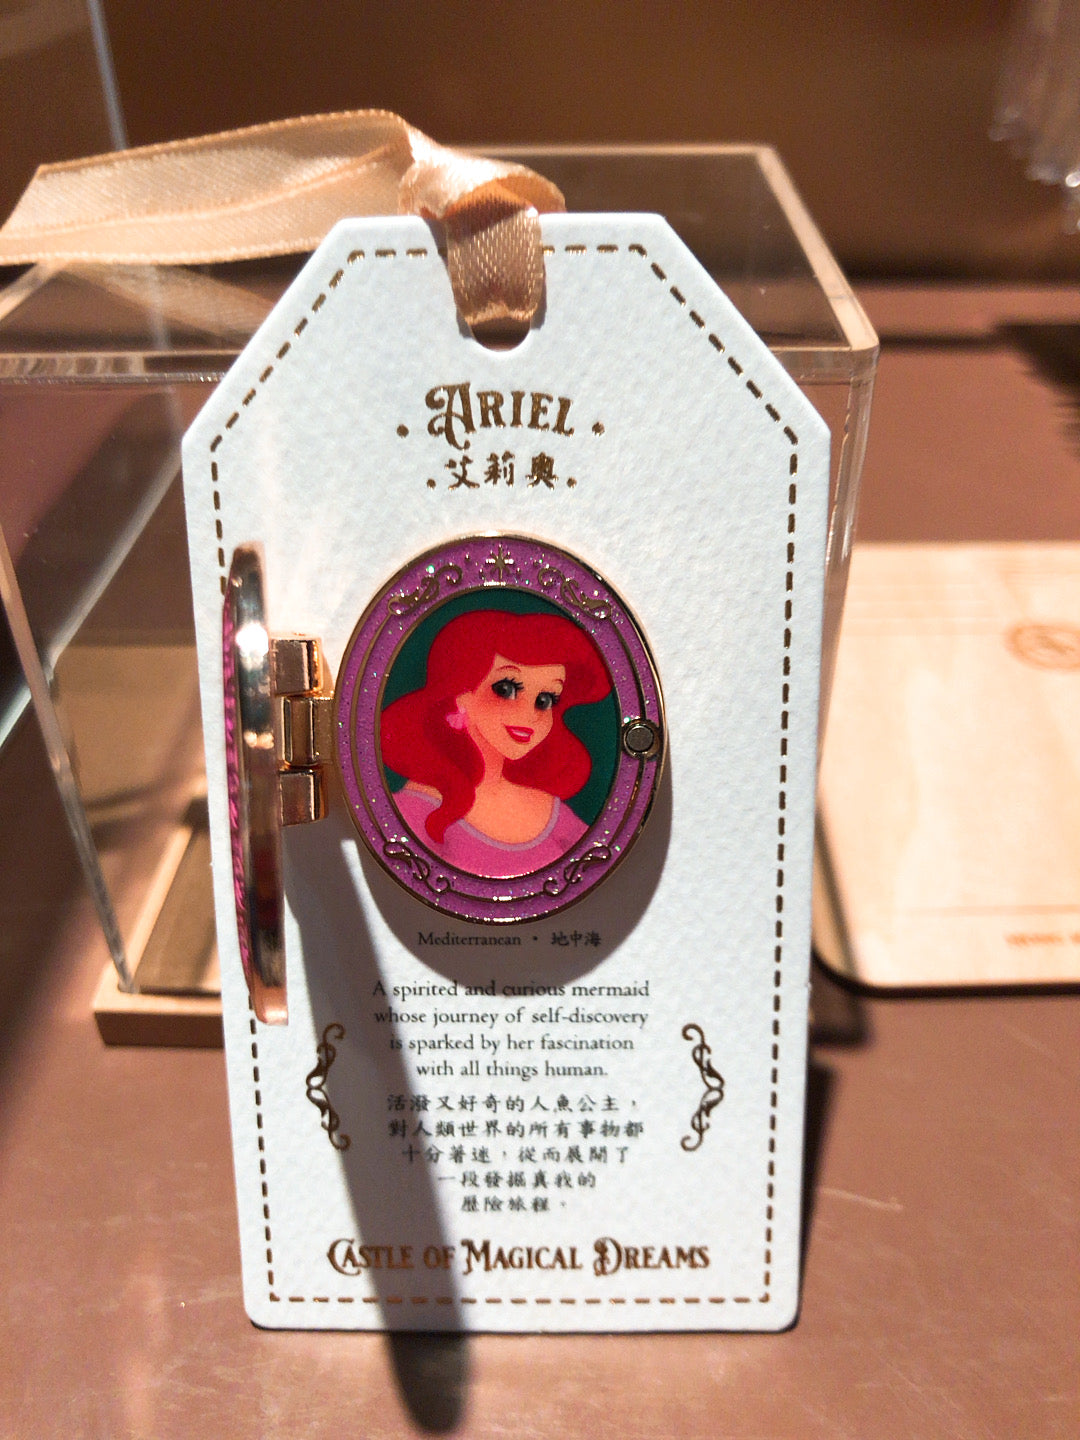 · ARIEL ·
· 艾莉奧 ·
Mediterranean · 地中海
A spirited and curious mermaid
whose journey of self-discovery
is sparked by her fascination
with all things human.
活潑又好奇的人魚公主，
對人類世界的所有事物都
十分著迷，從而展開了
一段發掘真我的
歷險旅程。
CASTLE OF MAGICAL DREAMS